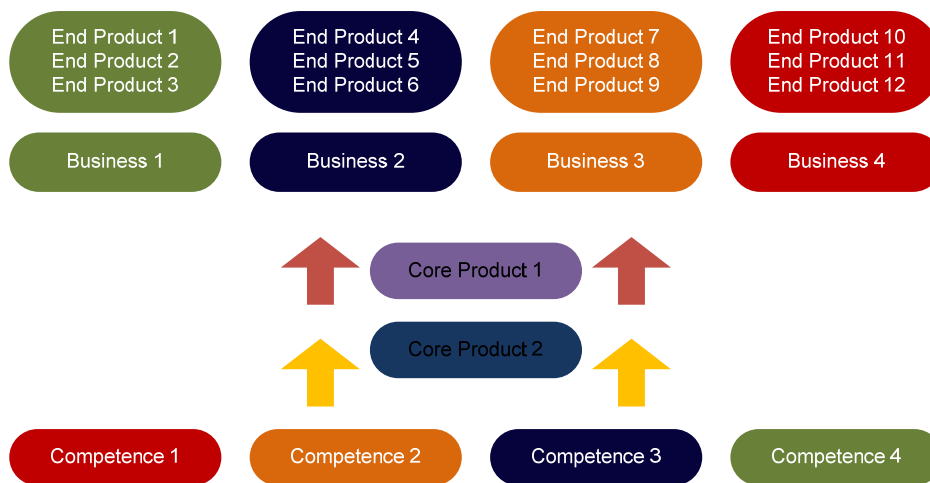 End Product 1
End Product 2
End Product 3
End Product 4
End Product 5
End Product 6
End Product 7
End Product 8
End Product 9
End Product 10
End Product 11
End Product 12
Business 1
Business 2
Business 3
Business 4
Core Product 1
Core Product 2
Competence 1
Competence 2
Competence 3
Competence 4